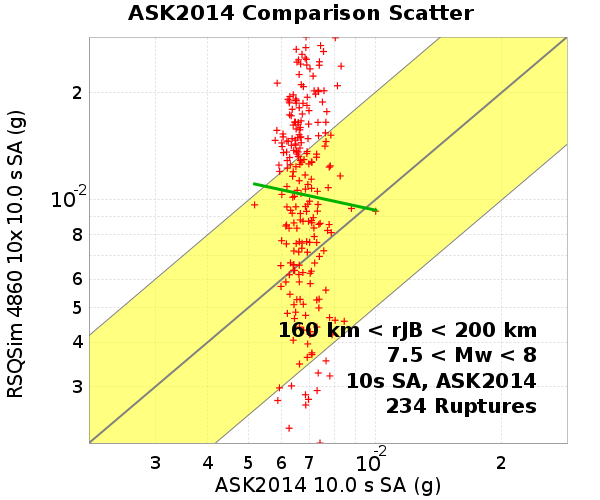 ASK2014 Comparison Scatter
RSQSim 4860 10x 10.0 s SA (g)
2
10-2
8
7
6
5
4
3
160 km < rJB < 200 km
7.5 < Mw < 8
10s SA, ASK2014
234 Ruptures
3 4 5 6 7 10-2 2
ASK2014 10.0 s SA (g)